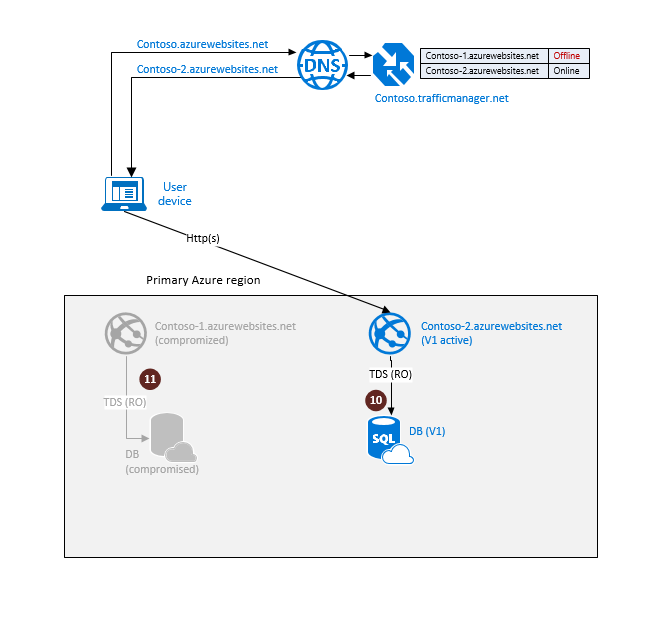 Contoso.azurewebsites.net
Contoso-2.azurewebsites.net
DNS
Contoso-1.azurewebsites.net Offline
Contoso-2.azurewebsites.net Online
Contoso.trafficmanager.net
User
device
Http(s)
Primary Azure region
Contoso-1.azurewebsites.net
(compromized)
Contoso-2.azurewebsites.net
(V1 active)
11
TDS (RO)
DB
(compromised)
TDS (RO)
10
SQL
DB (V1)